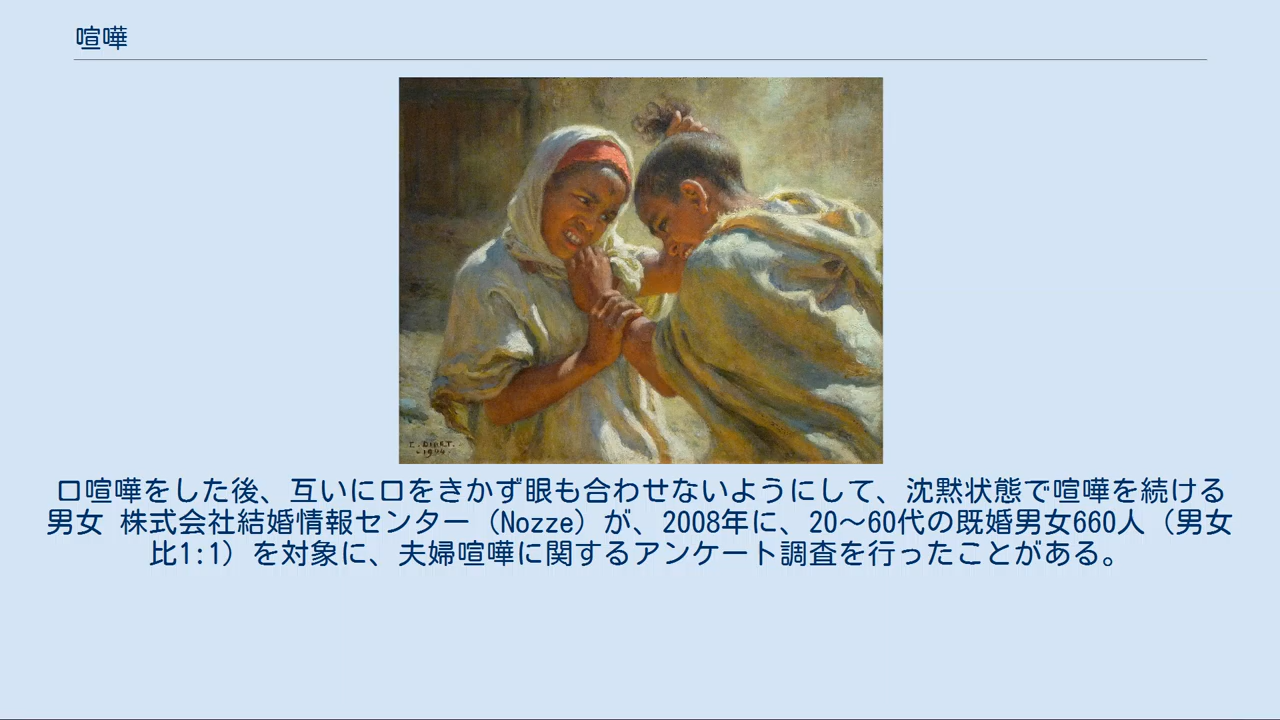 喧嘩
E. DINET.
1904
口喧嘩をした後、互いに口をきかず眼も合わせないようにして、沈黙状態で喧嘩を続ける
男女 株式会社結婚情報センター（Nozze）が、2008年に、20〜60代の既婚男女660人（男女
比1:1）を対象に、夫婦喧嘩に関するアンケート調査を行ったことがある。